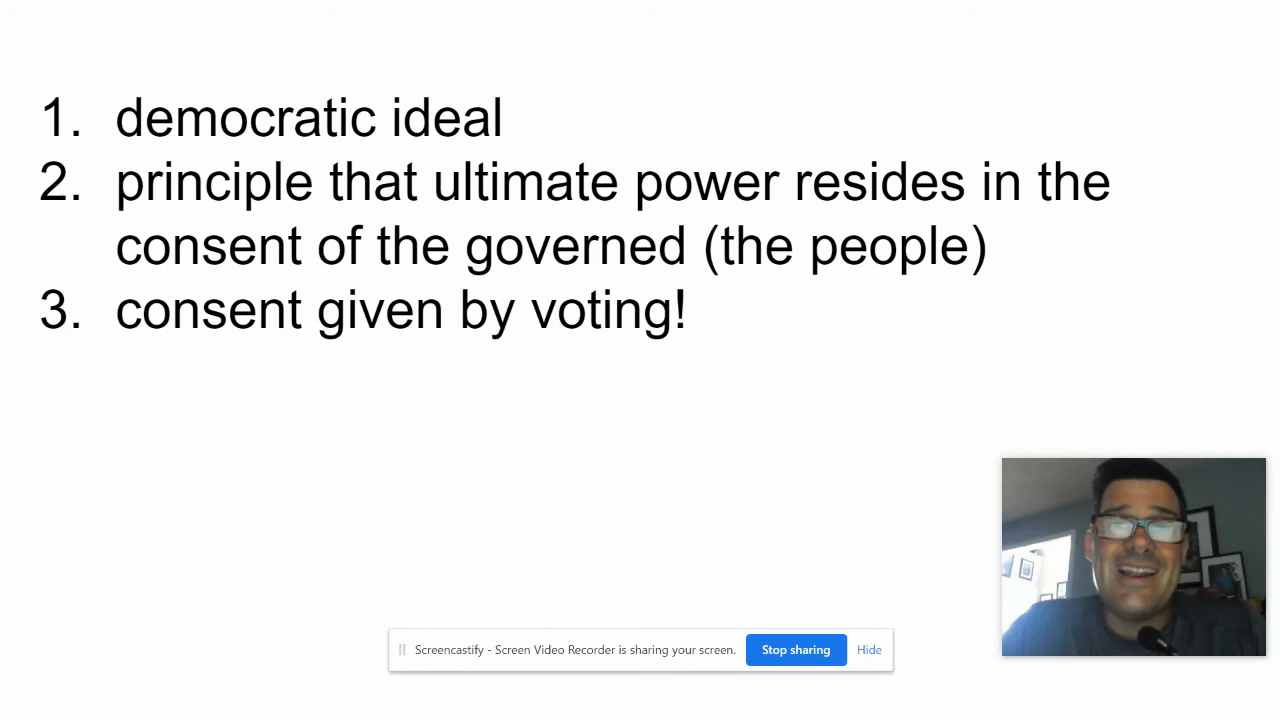 1. democratic ideal
2. principle that ultimate power resides in the
consent of the governed (the people)
3. consent given by voting!
Screencastify - Screen Video Recorder is sharing your screen. Stop sharing Hide